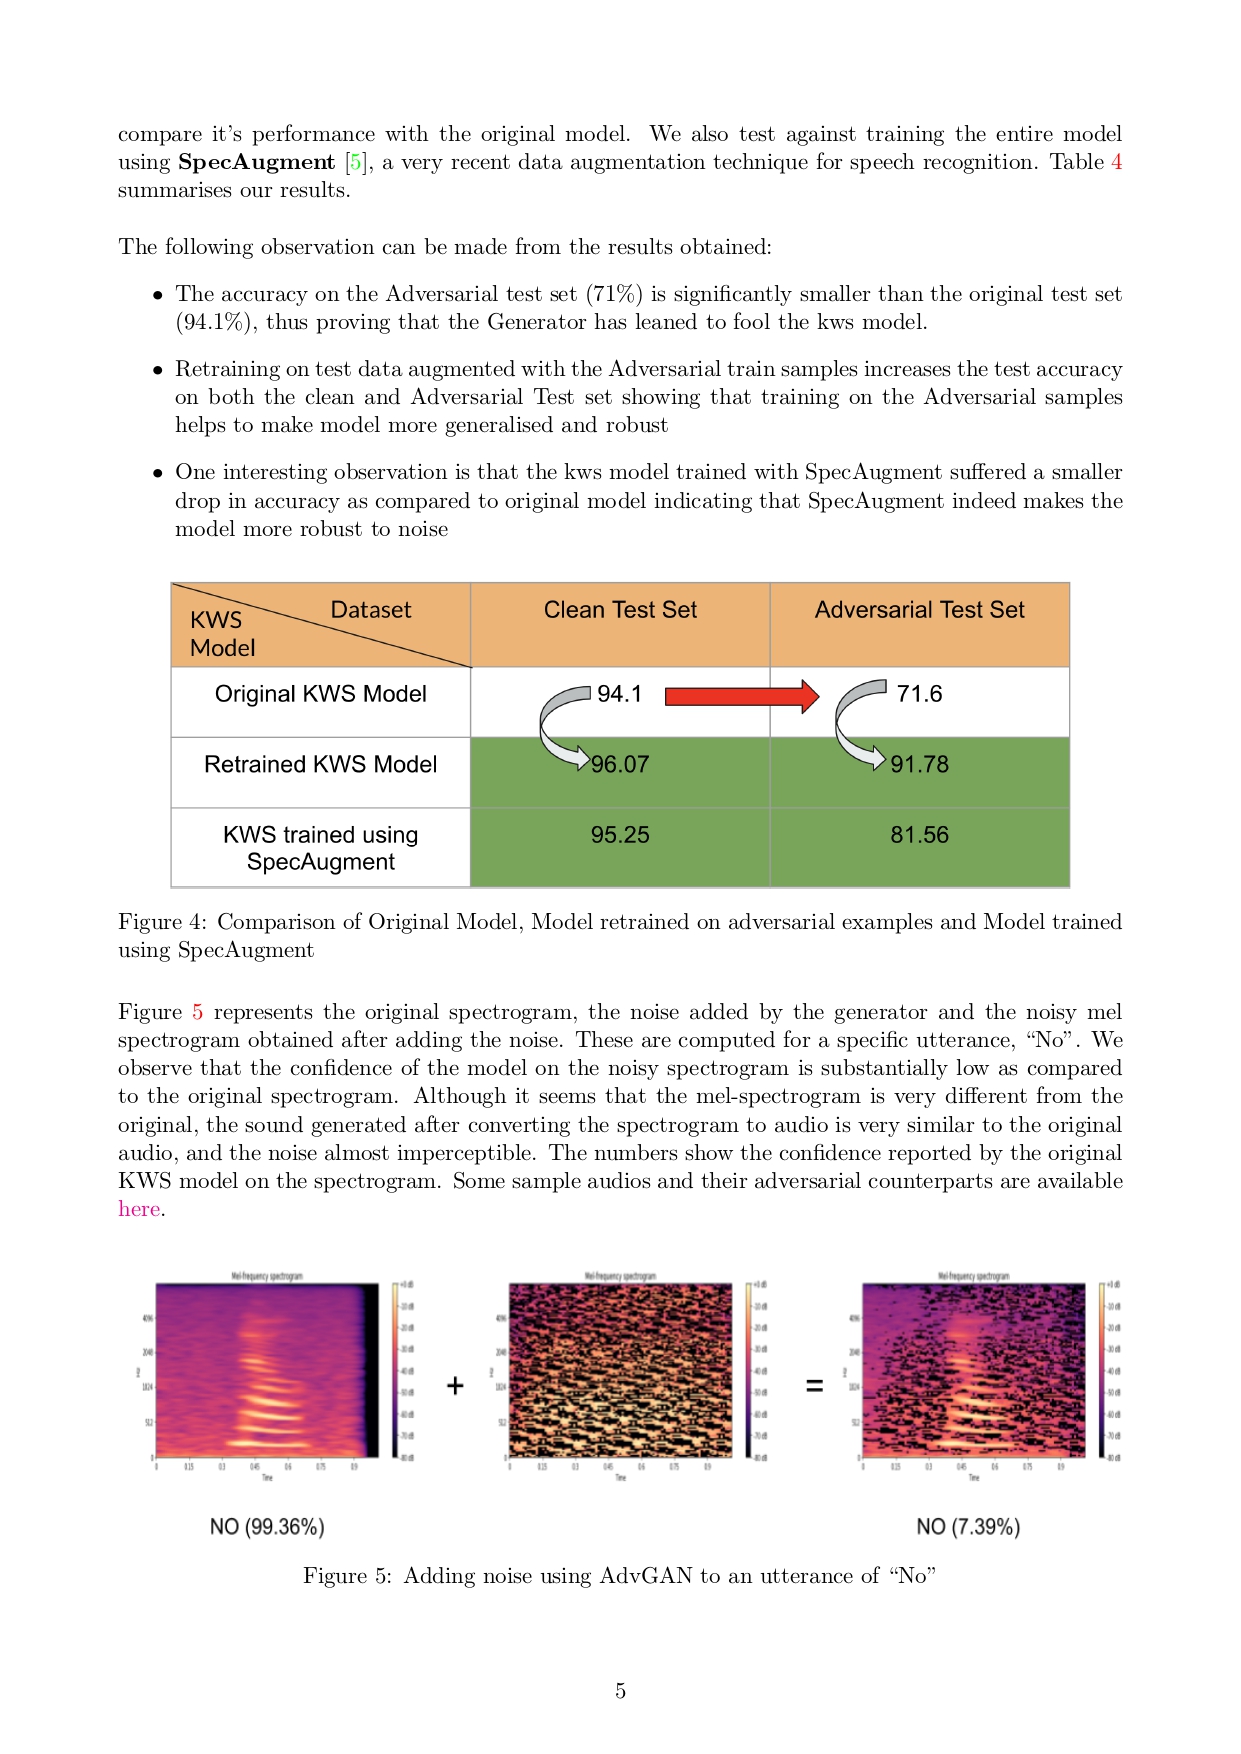 compare it's performance with the original model. We also test against training the entire model
using SpecAugment [5], a very recent data augmentation technique for speech recognition. Table 4
summarises our results.
The following observation can be made from the results obtained:
• The accuracy on the Adversarial test set (71%) is significantly smaller than the original test set
(94.1%), thus proving that the Generator has leaned to fool the kws model.
• Retraining on test data augmented with the Adversarial train samples increases the test accuracy
on both the clean and Adversarial Test set showing that training on the Adversarial samples
helps to make model more generalised and robust
• One interesting observation is that the kws model trained with SpecAugment suffered a smaller
drop in accuracy as compared to original model indicating that SpecAugment indeed makes the
model more robust to noise
KWS Model Dataset Clean Test Set Adversarial Test Set
Original KWS Model 94.1 71.6
Retrained KWS Model 96.07 91.78
KWS trained using
SpecAugment 95.25 81.56
Figure 4: Comparison of Original Model, Model retrained on adversarial examples and Model trained
using SpecAugment
Figure 5 represents the original spectrogram, the noise added by the generator and the noisy mel
spectrogram obtained after adding the noise. These are computed for a specific utterance, “No”. We
observe that the confidence of the model on the noisy spectrogram is substantially low as compared
to the original spectrogram. Although it seems that the mel-spectrogram is very different from the
original, the sound generated after converting the spectrogram to audio is very similar to the original
audio, and the noise almost imperceptible. The numbers show the confidence reported by the original
KWS model on the spectrogram. Some sample audios and their adversarial counterparts are available
here.
Mel-frequency spectrogram Mel-frequency spectrogram Mel-frequency spectrogram
+ =
Time Time Time
NO (99.36%) NO (7.39%)
Figure 5: Adding noise using AdvGAN to an utterance of “No”
5